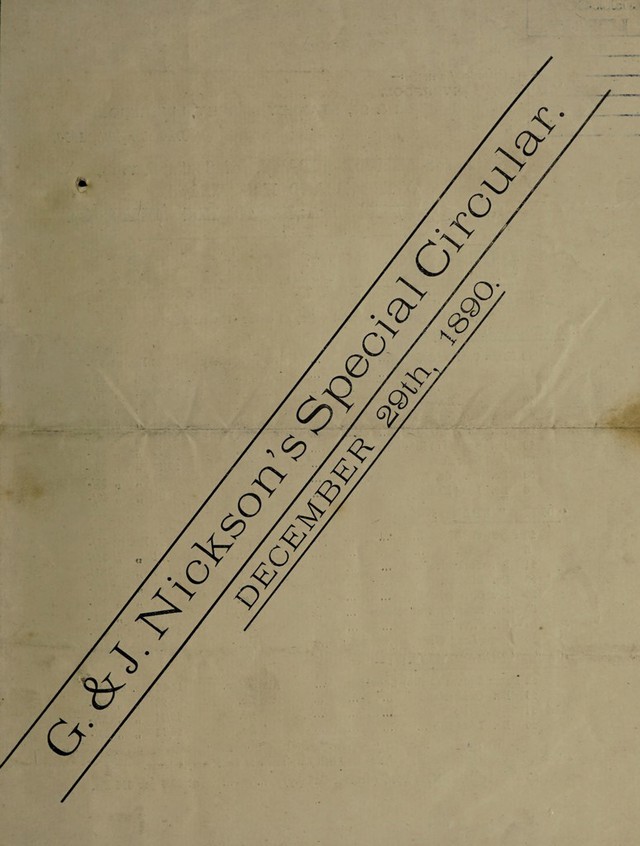 G. & J. Nickson's Special Circular.
DECEMBER 29th, 1890.